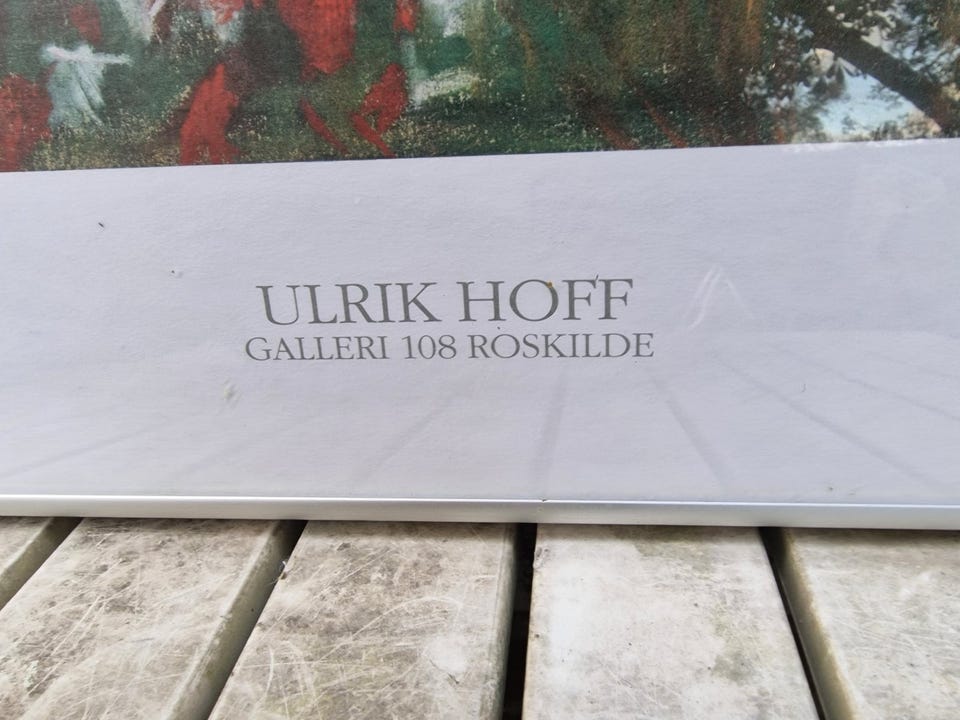 ULRIK HOFF
GALLERI 108 ROSKILDE